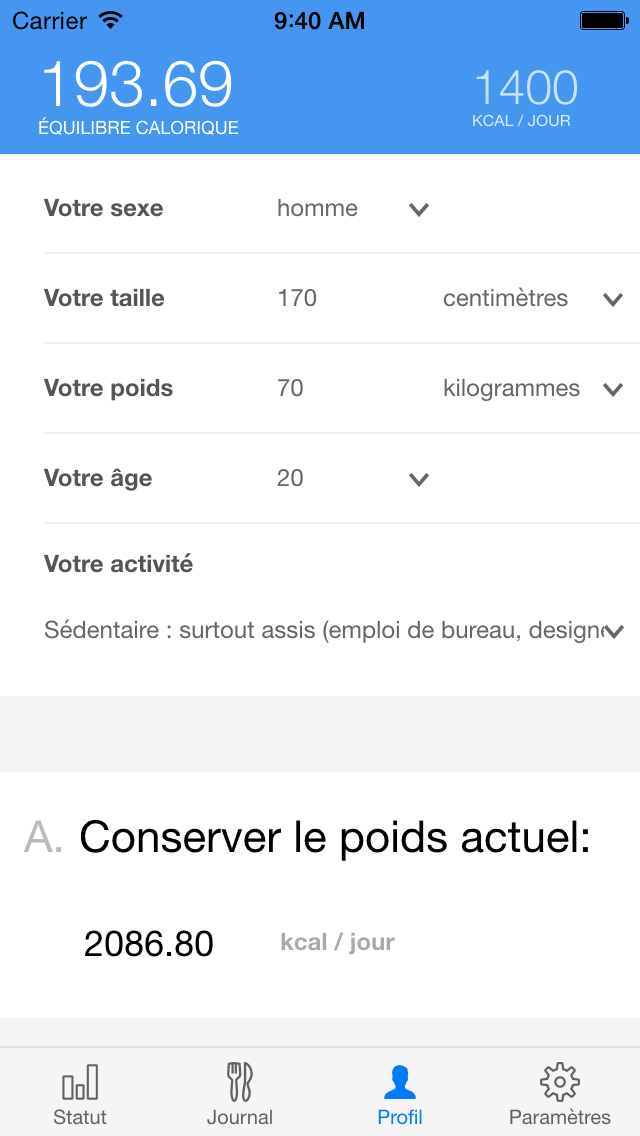 Carrier 9:40 AM
193.69 1400
ÉQUILIBRE CALORIQUE KCAL / JOUR
Votre sexe homme
Votre taille 170 centimètres
Votre poids 70 kilogrammes
Votre âge 20
Votre activité
Sédentaire : surtout assis (emploi de bureau, designe
A. Conserver le poids actuel:
2086.80 kcal / jour
Statut Journal Profil Paramètres